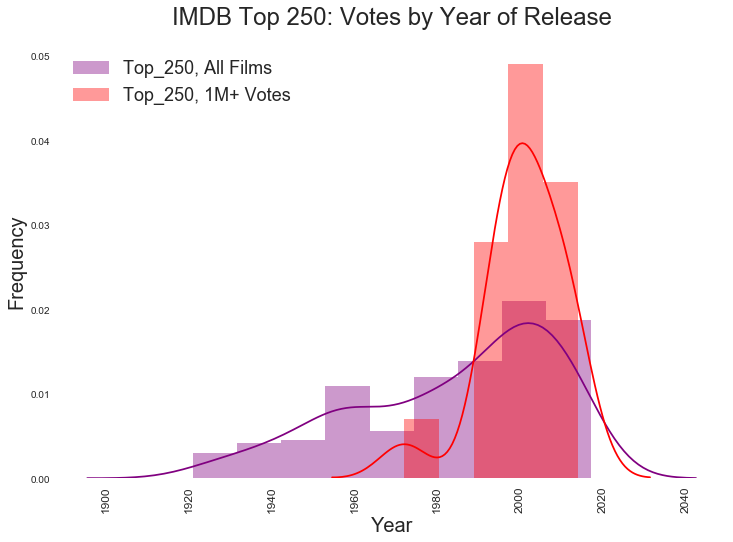 IMDB Top 250: Votes by Year of Release
Top_250, All Films
Top_250, 1M+ Votes
Frequency
0.05
0.04
0.03
0.02
0.01
0.00
1900 1920 1940 1960 1980 2000 2020 2040
Year